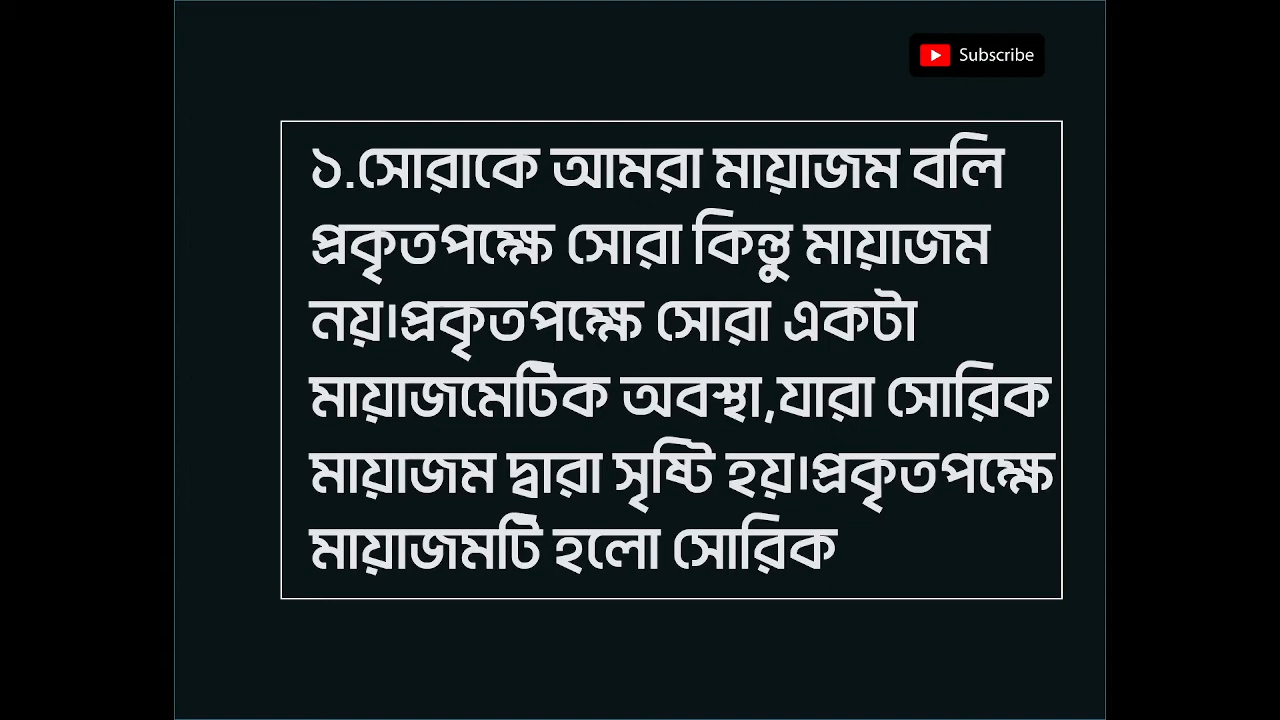 Subscribe
১.সোরাকে আমরা মায়াজম বলি
প্রকৃতপক্ষে সোরা কিন্তু মায়াজম
নয়।প্রকৃতপক্ষে সোরা একটা
মায়াজমেটিক অবস্থা,যারা সোরিক
মায়াজম দ্বারা সৃষ্টি হয়।প্রকৃতপক্ষে
মায়াজমটি হলো সোরিক